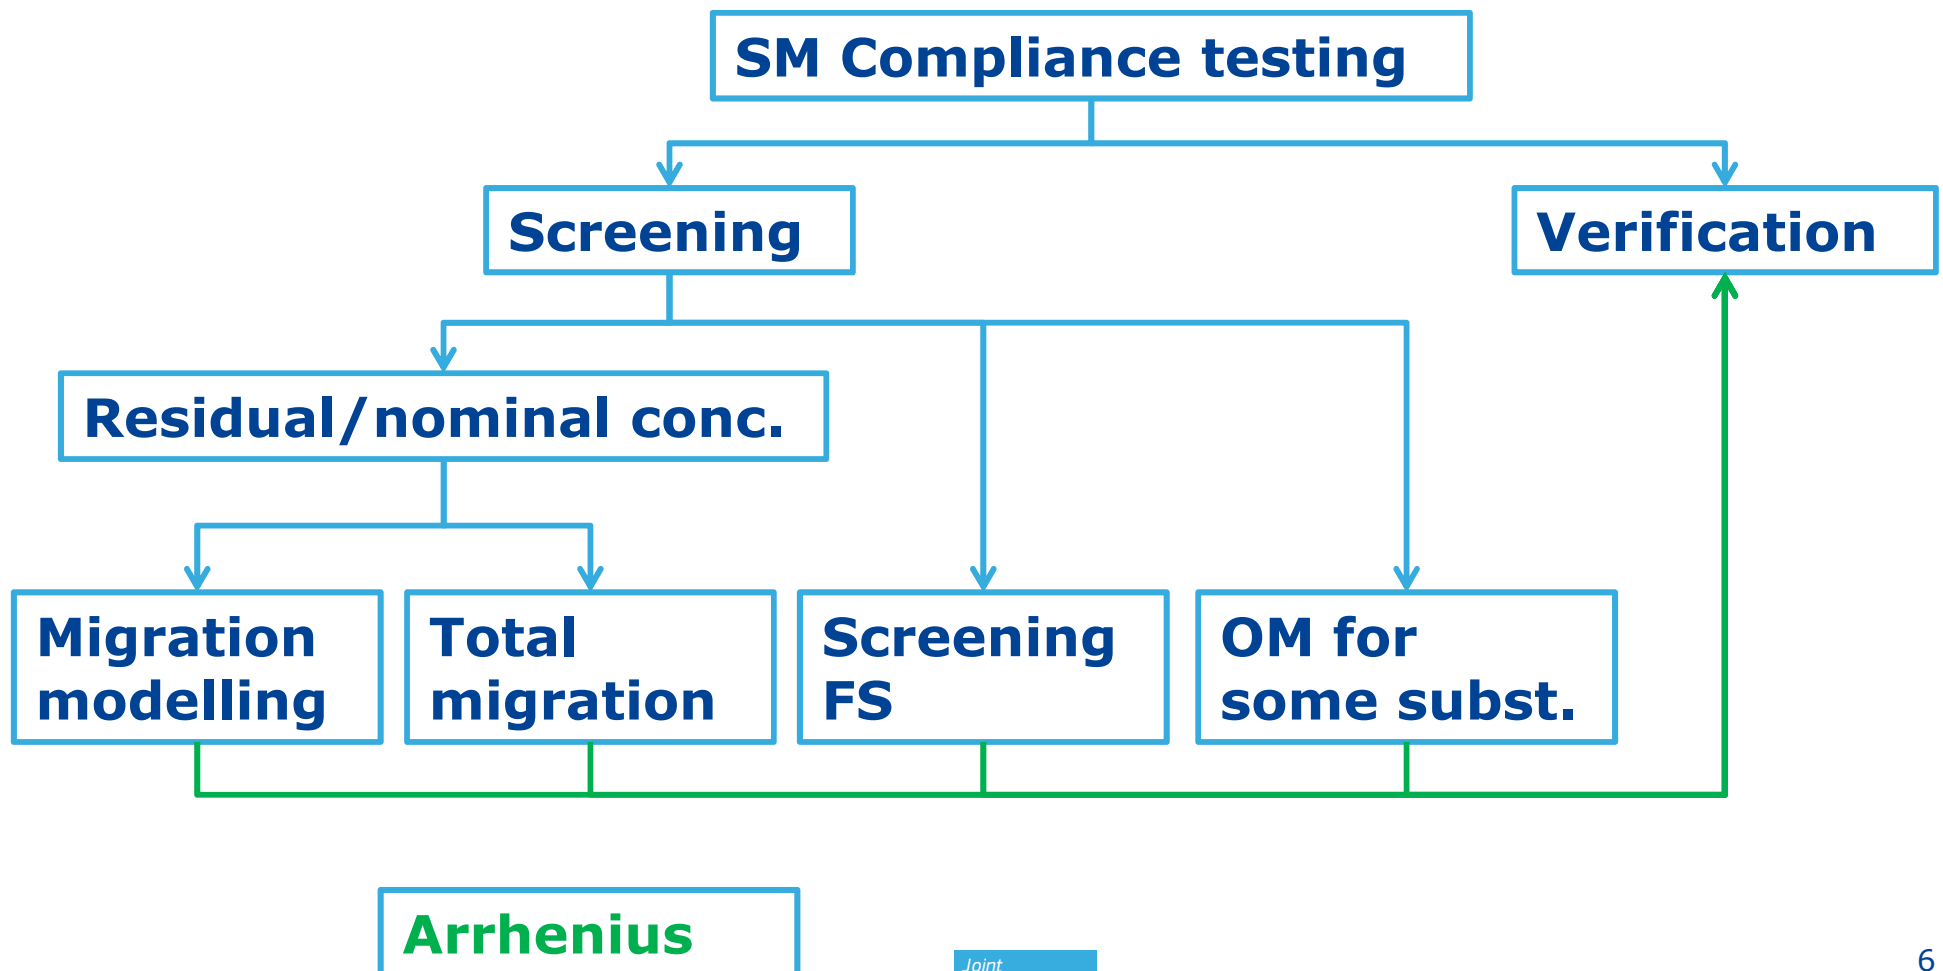 SM Compliance testing
Screening
Verification
Residual/nominal conc.
Migration
modelling
Total
migration
Screening
FS
OM for
some subst.
Arrhenius
Joint
6